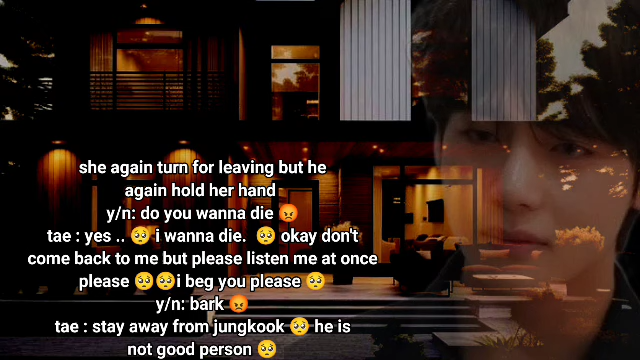 she again turn for leaving but he
again hold her hand
y/n: do you wanna die 😡
tae : yes .. 🥺 i wanna die. 🥺 okay don't
come back to me but please listen me at once
please 🥺🥺i beg you please 🥺
y/n: bark 😡
tae : stay away from jungkook 🥺 he is
not good person 🥺